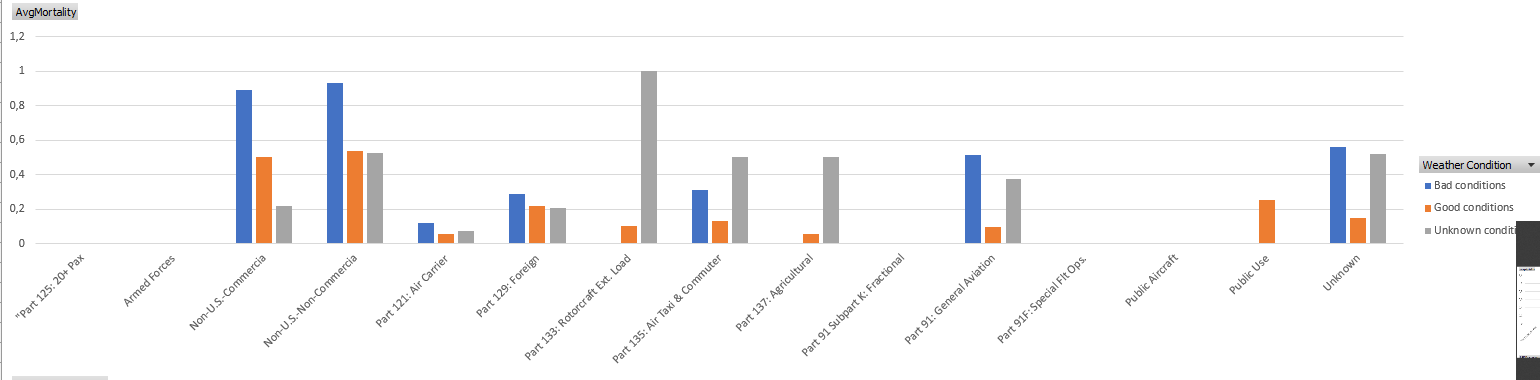 AvgMortality
1,2
1
0,8
0,6
0,4
0,2
0
"Part 125: 20+ Pax
Armed Forces
Non-U.S.-Commercia
Non-U.S.-Non-Commercia
Part 121: Air Carrier
Part 129: Foreign
Part 133: Rotorcraft Ext. Load
Part 135: Air Taxi & Commuter
Part 137: Agricultural
Part 91 Subpart K: Fractional
Part 91: General Aviation
Part 91F: Special Flt Ops.
Public Aircraft
Public Use
Unknown
Weather Condition
Bad conditions
Good conditions
Unknown conditi